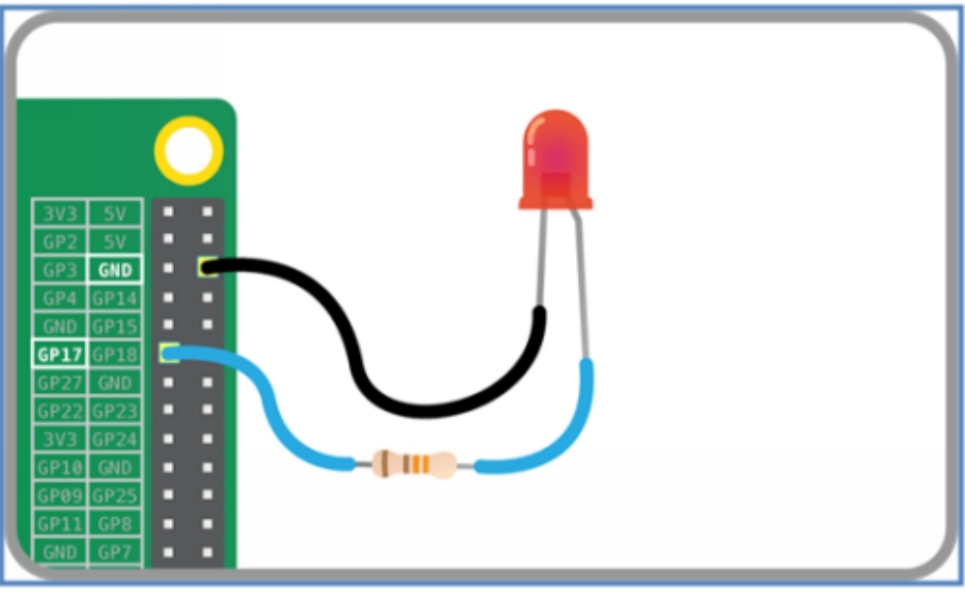 3V3 5V
GP2 5V
GP3 GND
GP4 GP14
GND GP15
GP17 GP18
GP27 GND
GP22 GP23
3V3 GP24
GP10 GND
GP09 GP25
GP11 GP8
GND GP7